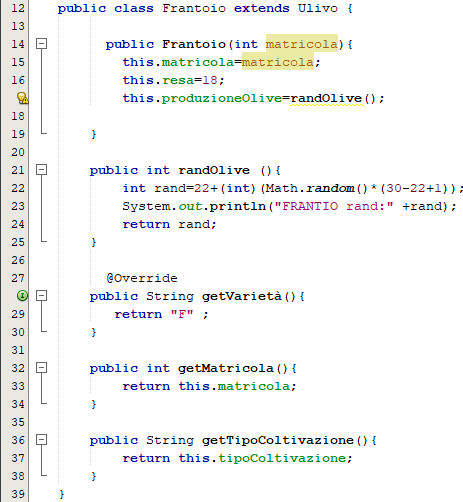 12 public class Frantoio extends Ulivo {
13
14 public Frantoio(int matricola){
15 this.matricola=matricola;
16 this.resa=18;
this.produzioneOlive=randOlive();
18
19 }
20
21 public int randOlive (){
22 int rand=22+(int)(Math.random()*(30-22+1));
23 System.out.println("FRANTIO rand:" +rand);
24 return rand;
25 }
26
27 @Override
public String getVarietà(){
29 return "F" ;
30 }
31
32 public int getMatricola(){
33 return this.matricola;
34 }
35
36 public String getTipoColtivazione(){
37 return this.tipoColtivazione;
38 }
39 }